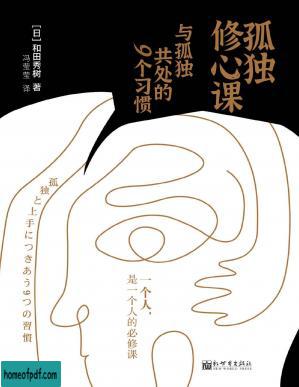 孤独
修心课
与孤独
共处的
9个习惯
[日] 和田秀树 著
冯莹莹 译
孤独と上手につきあう9つの習慣
一个人，
是一个人的必修课
新世界出版社
NEW WORLD PRESS
homeofpdf.com